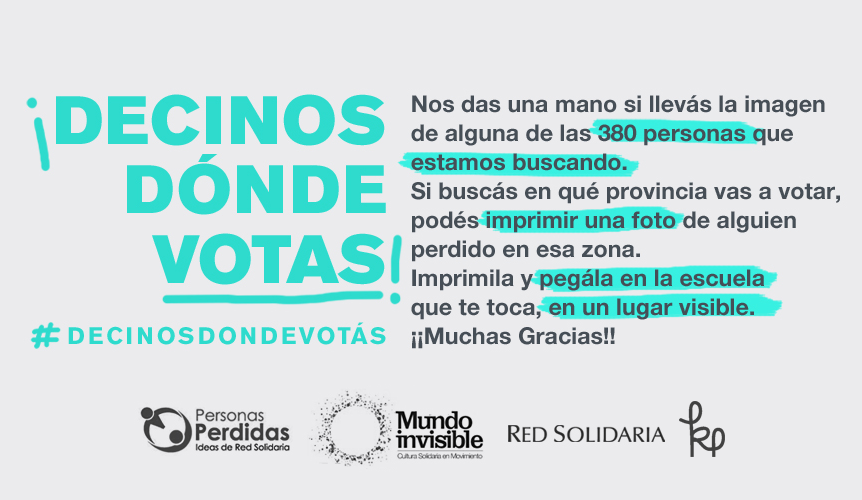 ¡DECINOS
DÓNDE
VOTAS!
#DECINOSDONDEVOTÁS
Nos das una mano si llevás la imagen
de alguna de las 380 personas que
estamos buscando.
Si buscás en qué provincia vas a votar,
podés imprimir una foto de alguien
perdido en esa zona.
Imprimila y pegála en la escuela
que te toca, en un lugar visible.
¡¡Muchas Gracias!!
Personas
Perdidas
Ideas de Red Solidaria
Mundo
invisible
Cultura Solidaria en Movimiento
RED SOLIDARIA